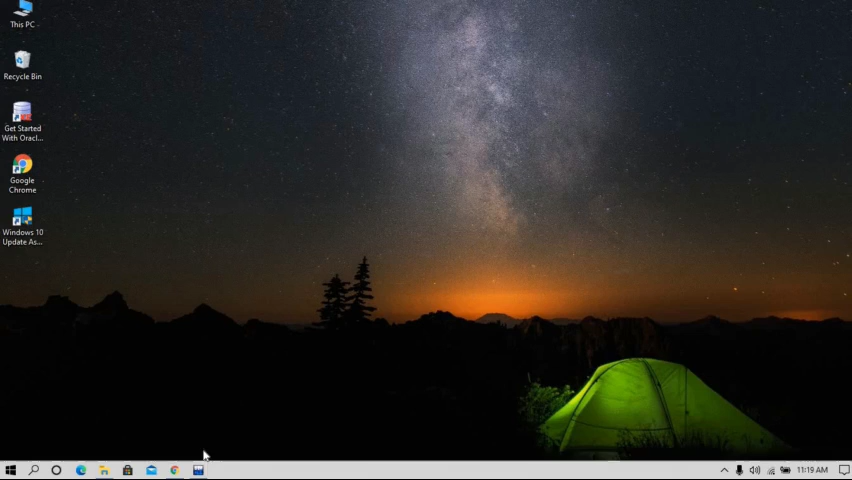 This PC
Recycle Bin
Get Started
With Oracl...
Google
Chrome
Windows 10
Update As...
11:19 AM